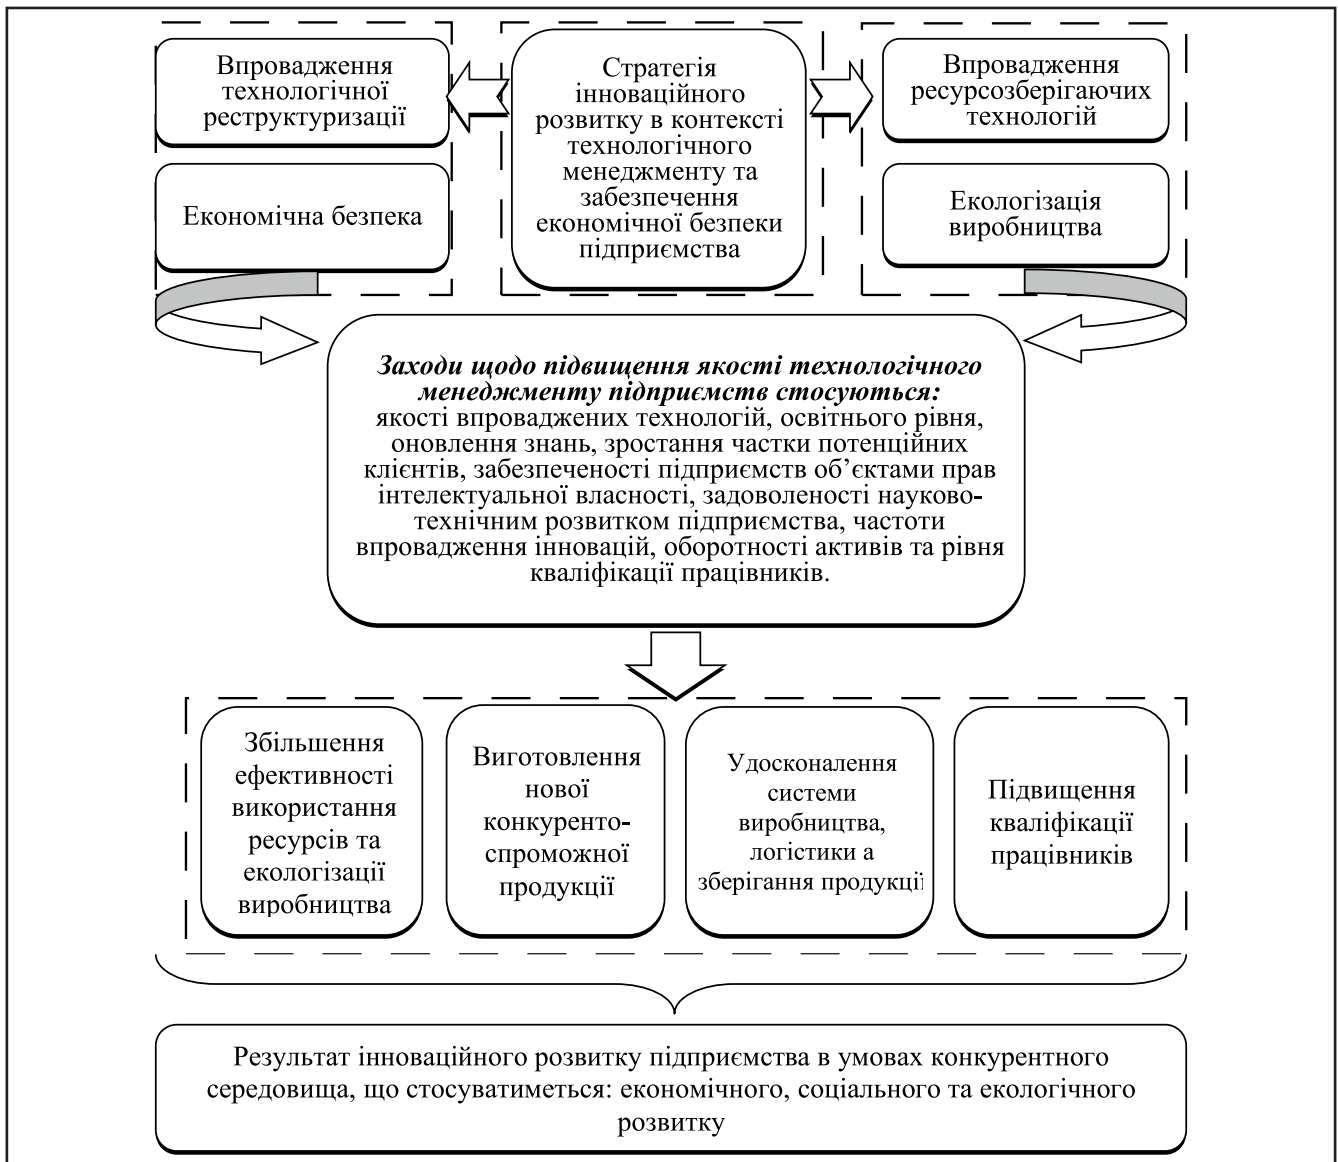 Впровадження
технологічної
реструктуризації
Економічна безпека
Стратегія
інноваційного
розвитку в контексті
технологічного
менеджменту та
забезпечення
економічної безпеки
підприємства
Впровадження
ресурсозберігаючих
технологій
Екологізація
виробництва
Заходи щодо підвищення якості технологічного
менеджменту підприємств стосуються:
якості впроваджених технологій, освітнього рівня,
оновлення знань, зростання частки потенційних
клієнтів, забезпеченості підприємств об’єктами прав
інтелектуальної власності, задоволеності науково-
технічним розвитком підприємства, частоти
впровадження інновацій, оборотності активів та рівня
кваліфікації працівників.
Збільшення
ефективності
використання
ресурсів та
екологізації
виробництва
Виготовлення
нової
конкуренто-
спроможної
продукції
Удосконалення
системи
виробництва,
логістики а
зберігання продукції
Підвищення
кваліфікації
працівників
Результат інноваційного розвитку підприємства в умовах конкурентного
середовища, що стосуватиметься: економічного, соціального та екологічного
розвитку